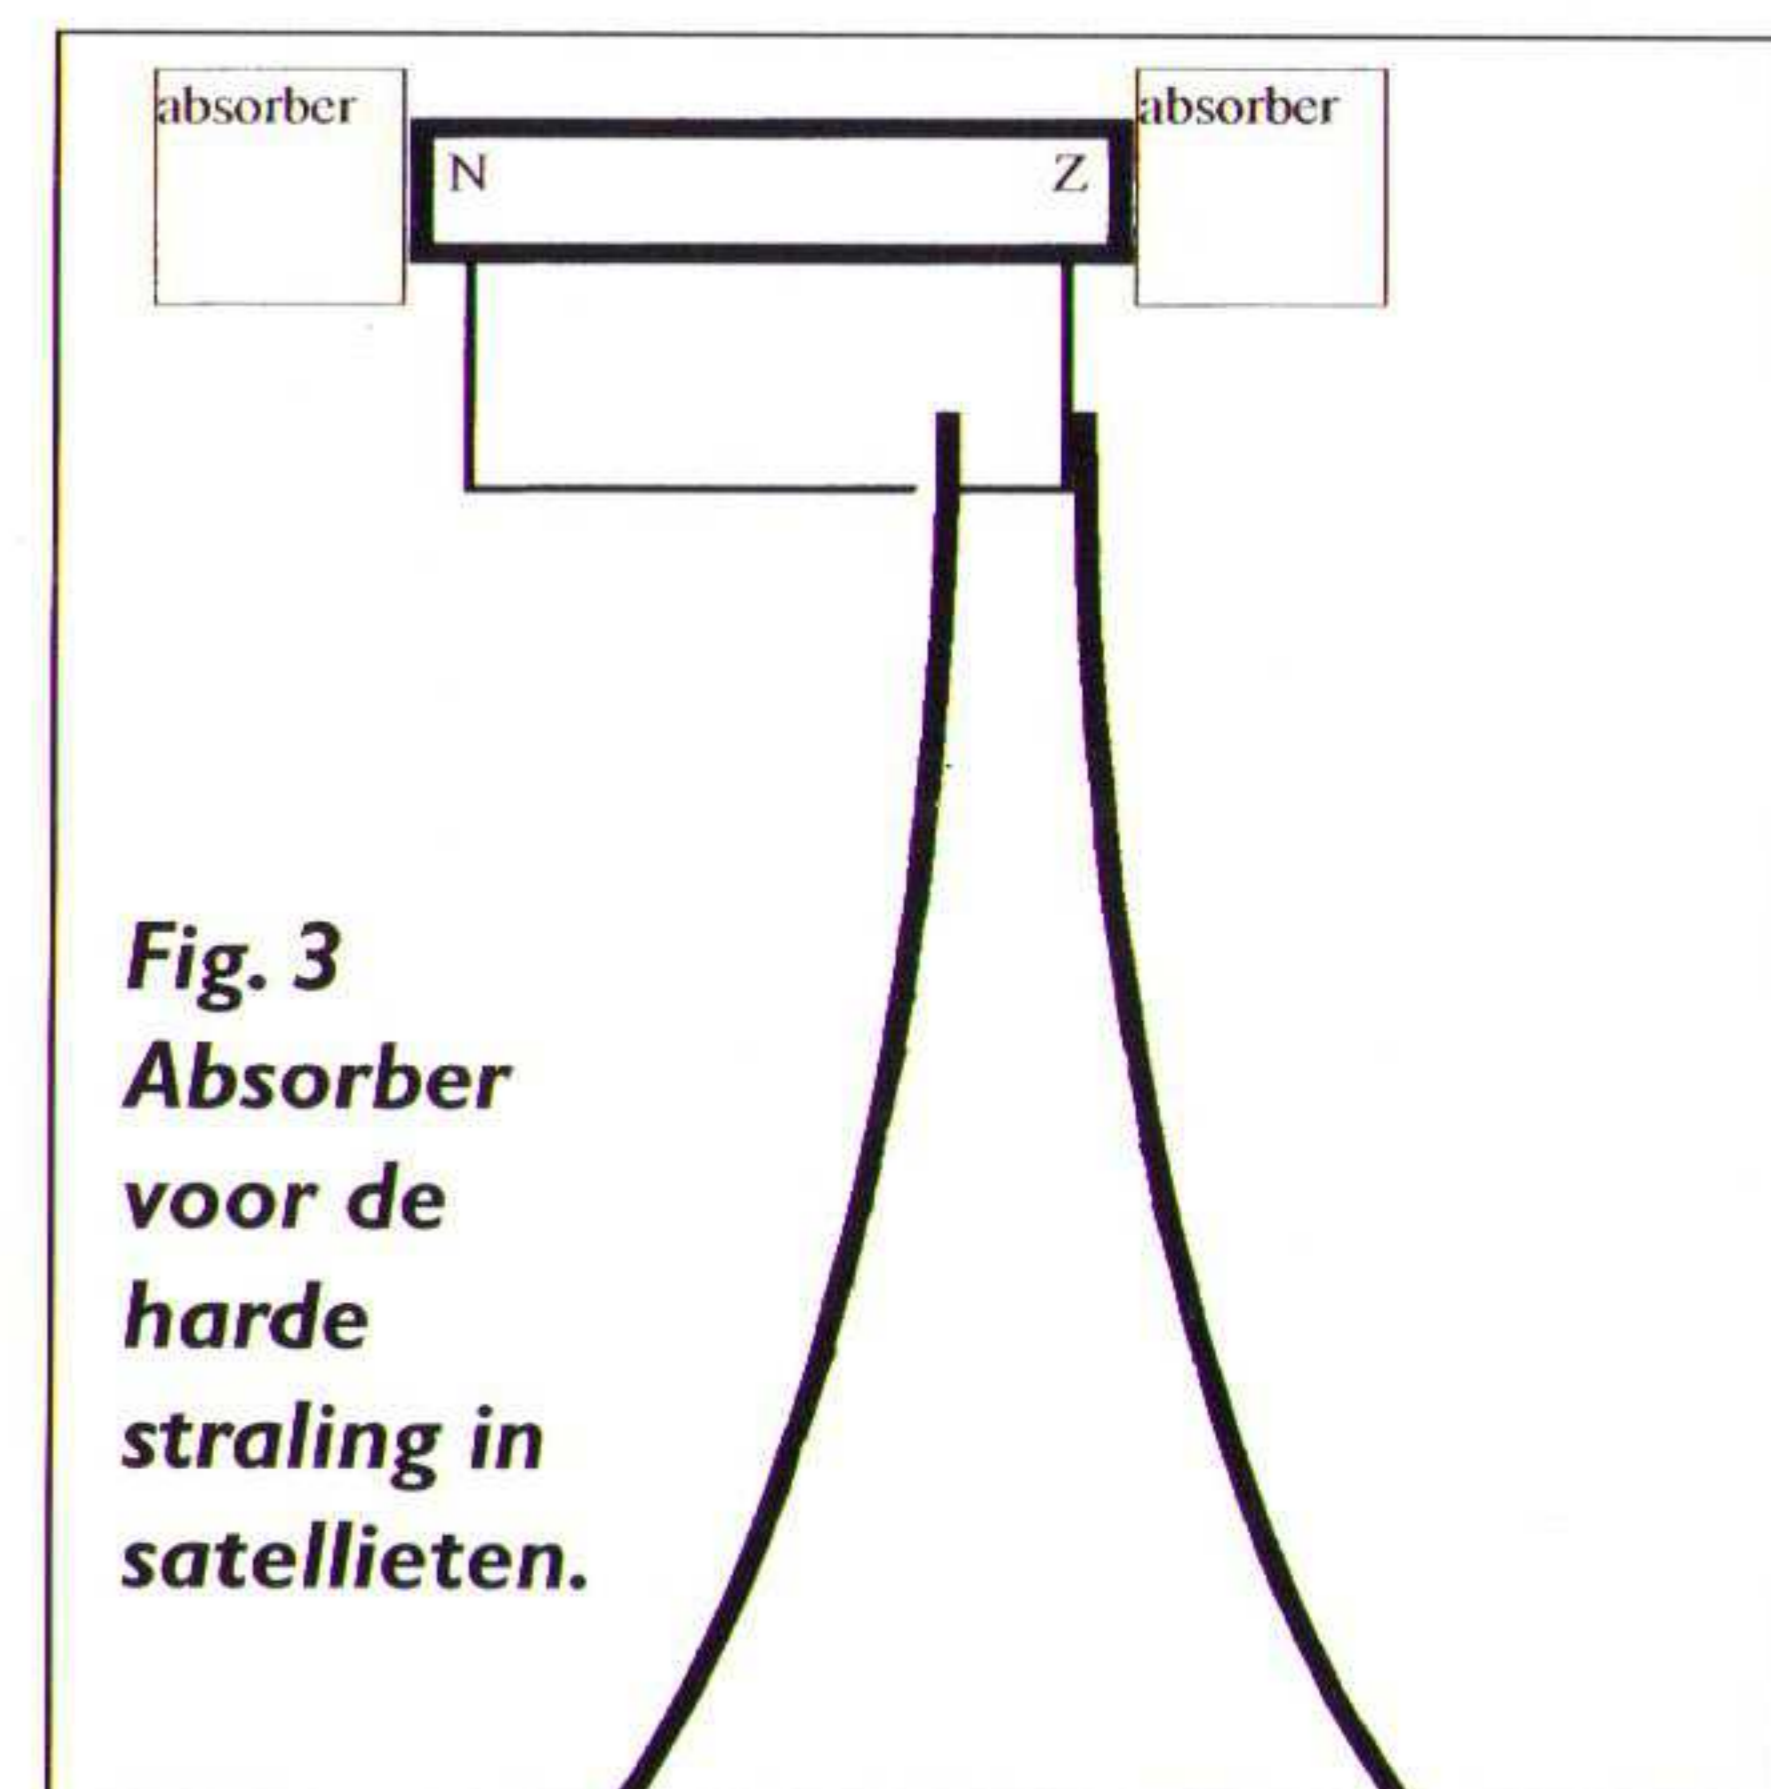 absorber
absorber
N
Z
Fig. 3
Absorber
voor de
harde
straling in
satellieten.